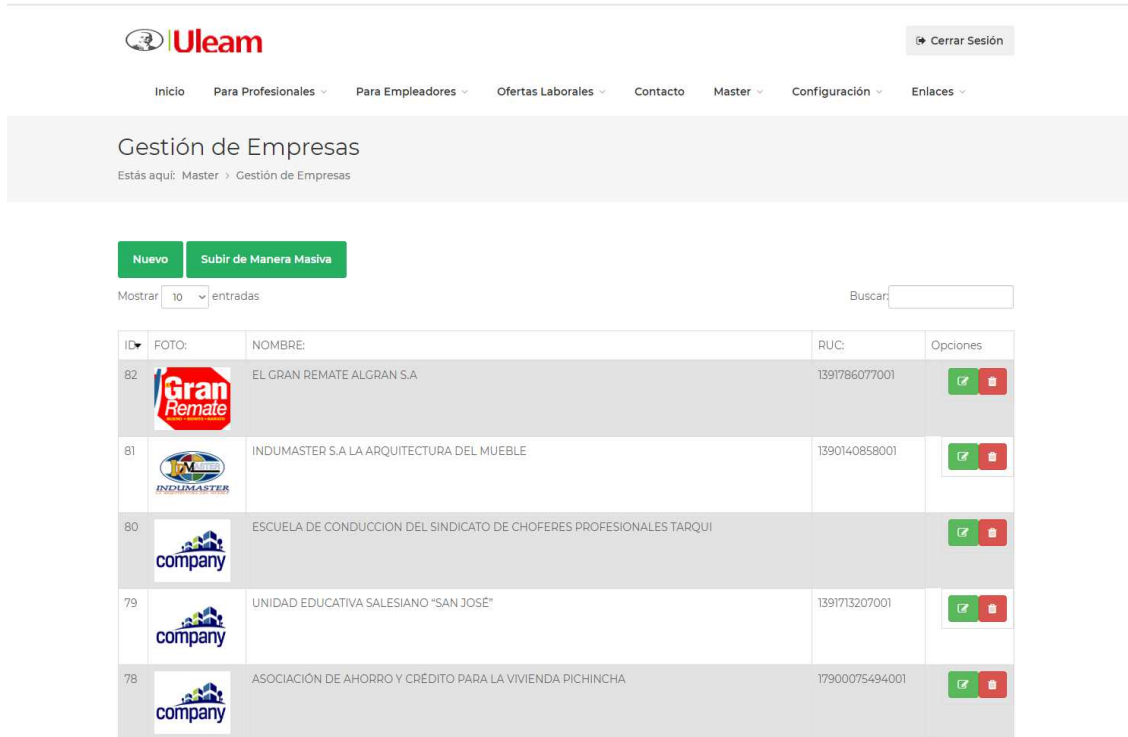 Uleam
Cerrar Sesión
Inicio Para Profesionales Para Empleadores Ofertas Laborales Contacto Master Configuración Enlaces
Gestión de Empresas
Estás aquí: Master > Gestión de Empresas
Nuevo Subir de Manera Masiva
Mostrar 10 entradas Buscar:
ID FOTO: NOMBRE: RUC: Opciones
82 EL GRAN REMATE ALGRAN S.A 1391786077001
Gran
Remate
81 INDUMASTER S.A LA ARQUITECTURA DEL MUEBLE 1390140858001
INDUMASTER
80 ESCUELA DE CONDUCCION DEL SINDICATO DE CHOFERES PROFESIONALES TARQUI
company
79 UNIDAD EDUCATIVA SALESIANO “SAN JOSÉ” 1391713207001
company
78 ASOCIACIÓN DE AHORRO Y CRÉDITO PARA LA VIVIENDA PICHINCHA 17900075494001
company